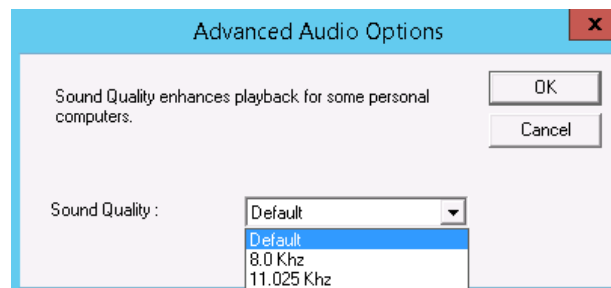 Advanced Audio Options
x
Sound Quality enhances playback for some personal
computers.
OK
Cancel
Sound Quality :
Default
Default
8.0 Khz
11.025 Khz